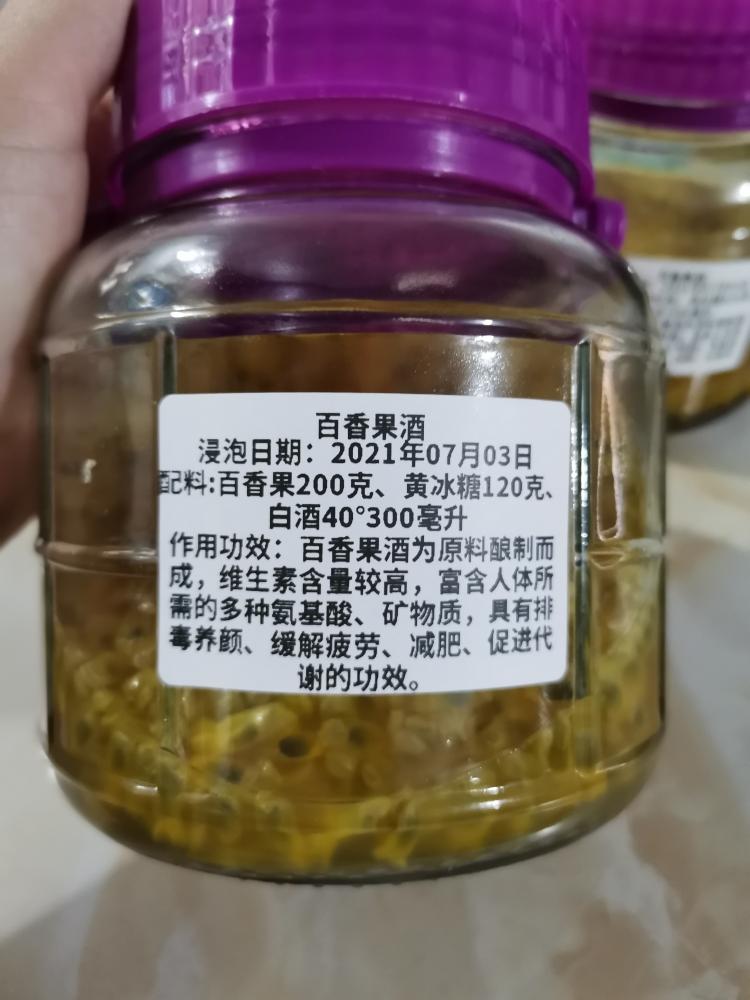 百香果酒
浸泡日期：2021年07月03日
配料:百香果200克、黄冰糖120克、
白酒40°300毫升
作用功效：百香果酒为原料酿制而
成，维生素含量较高，富含人体所
需的多种氨基酸、矿物质，具有排
毒养颜、缓解疲劳、减肥、促进代
谢的功效。